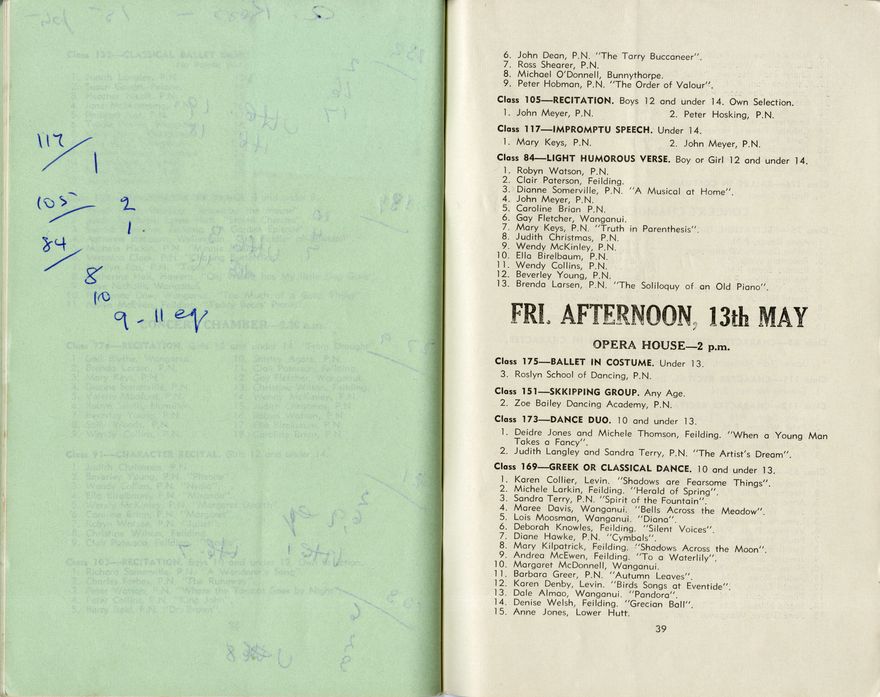 117
1
105 2
1.
84
8
10
9 - 11 eq
6. John Dean, P.N. "The Tarry Buccaneer".
7. Ross Shearer, P.N.
8. Michael O'Donnell, Bunnythorpe.
9. Peter Hobman, P.N. "The Order of Valour".
Class 105—RECITATION. Boys 12 and under 14. Own Selection.
1. John Meyer, P.N. 2. Peter Hosking, P.N.
Class 117—IMPROMPTU SPEECH. Under 14.
1. Mary Keys, P.N. 2. John Meyer, P.N.
Class 84—LIGHT HUMOROUS VERSE. Boy or Girl 12 and under 14.
1. Robyn Watson, P.N.
2. Clair Paterson, Feilding.
3. Dianne Somerville, P.N. "A Musical at Home".
4. John Meyer, P.N.
5. Caroline Brian P.N.
6. Gay Fletcher, Wanganui.
7. Mary Keys, P.N. "Truth in Parenthesis".
8. Judith Christmas, P.N.
9. Wendy McKinley, P.N.
10. Ella Birelbaum, P.N.
11. Wendy Collins, P.N.
12. Beverley Young, P.N.
13. Brenda Larsen, P.N. "The Soliloquy of an Old Piano".
FRI. AFTERNOON, 13th MAY
OPERA HOUSE—2 p.m.
Class 175—BALLET IN COSTUME. Under 13.
3. Roslyn School of Dancing, P.N.
Class 151—SKKIPPING GROUP. Any Age.
2. Zoe Bailey Dancing Academy, P.N.
Class 173—DANCE DUO. 10 and under 13.
1. Deidre Jones and Michele Thomson, Feilding. "When a Young Man
Takes a Fancy".
2. Judith Langley and Sandra Terry, P.N. "The Artist's Dream".
Class 169—GREEK OR CLASSICAL DANCE. 10 and under 13.
1. Karen Collier, Levin. "Shadows are Fearsome Things".
2. Michele Larkin, Feilding. "Herald of Spring".
3. Sandra Terry, P.N. "Spirit of the Fountain".
4. Maree Davis, Wanganui. "Bells Across the Meadow".
5. Lois Moosman, Wanganui. "Diana".
6. Deborah Knowles, Feilding. "Silent Voices".
7. Diane Hawke, P.N. "Cymbals".
8. Mary Kilpatrick, Feilding. "Shadows Across the Moon".
9. Andrea McEwen, Feilding. "To a Waterlily".
10. Margaret McDonnell, Wanganui.
11. Barbara Greer, P.N. "Autumn Leaves".
12. Karen Denby, Levin. "Birds Songs at Eventide".
13. Dale Almao, Wanganui. "Pandora".
14. Denise Welsh, Feilding. "Grecian Ball".
15. Anne Jones, Lower Hutt.
39